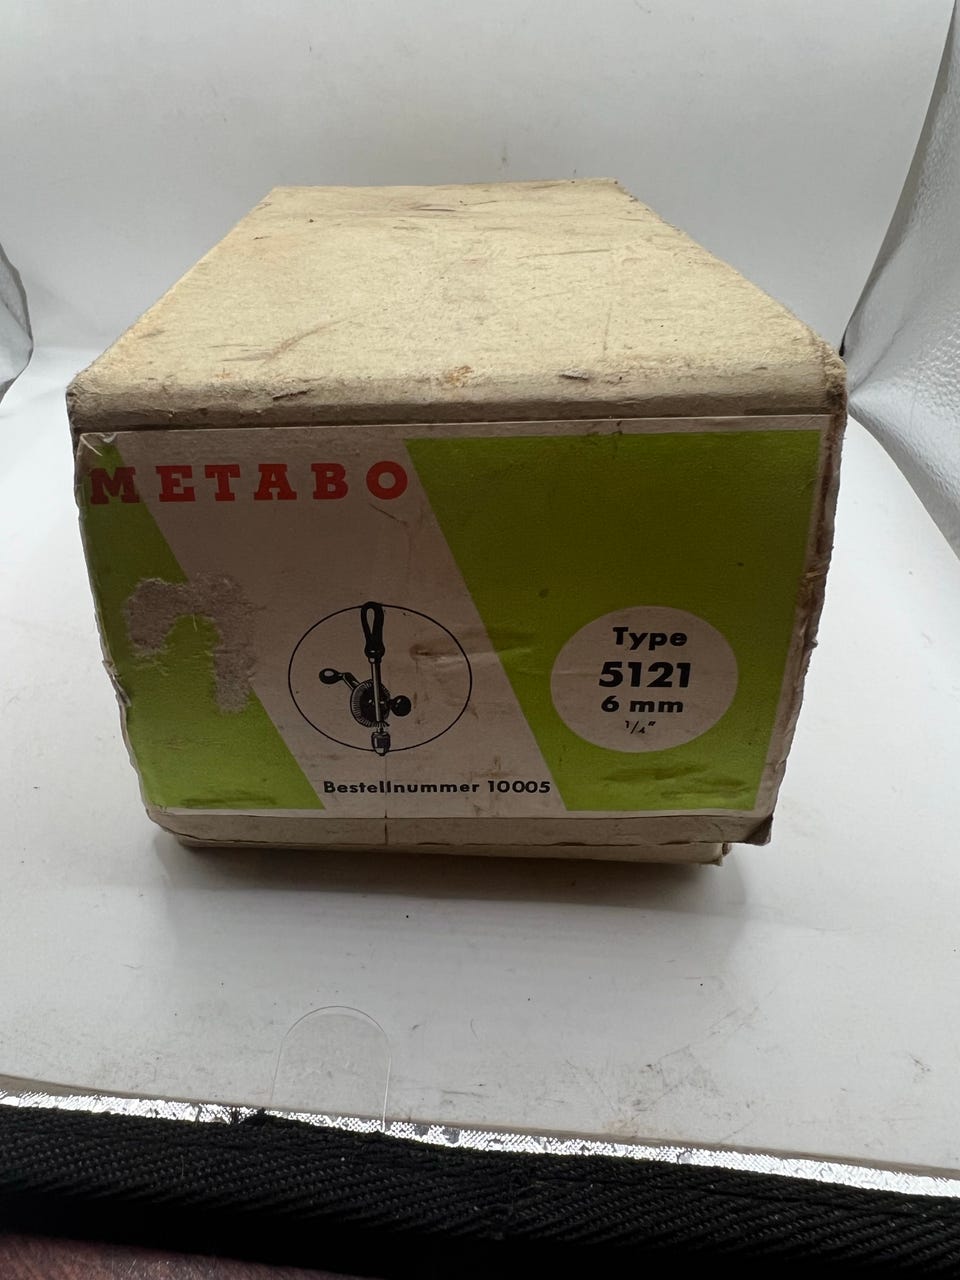 METABO
Type
5121
6 mm
1/4"
Bestellnummer 10005